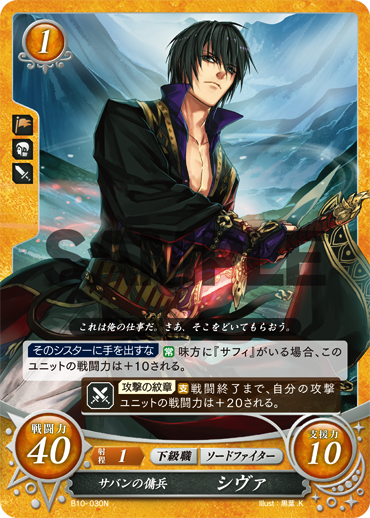 1
SAMPLE
これは俺の仕事だ。さあ、そこをどいてもらおう。
そのシスターに手を出すな 常 味方に『サフィ』がいる場合、この
ユニットの戦闘力は+10される。
攻撃の紋章 支 戦闘終了まで、自分の攻撃
ユニットの戦闘力は+20される。
戦闘力
40
射程 1 下級職 ソードファイター
支援力
10
サバンの傭兵 シヴァ
B10-030N
Illust:黒葉.K